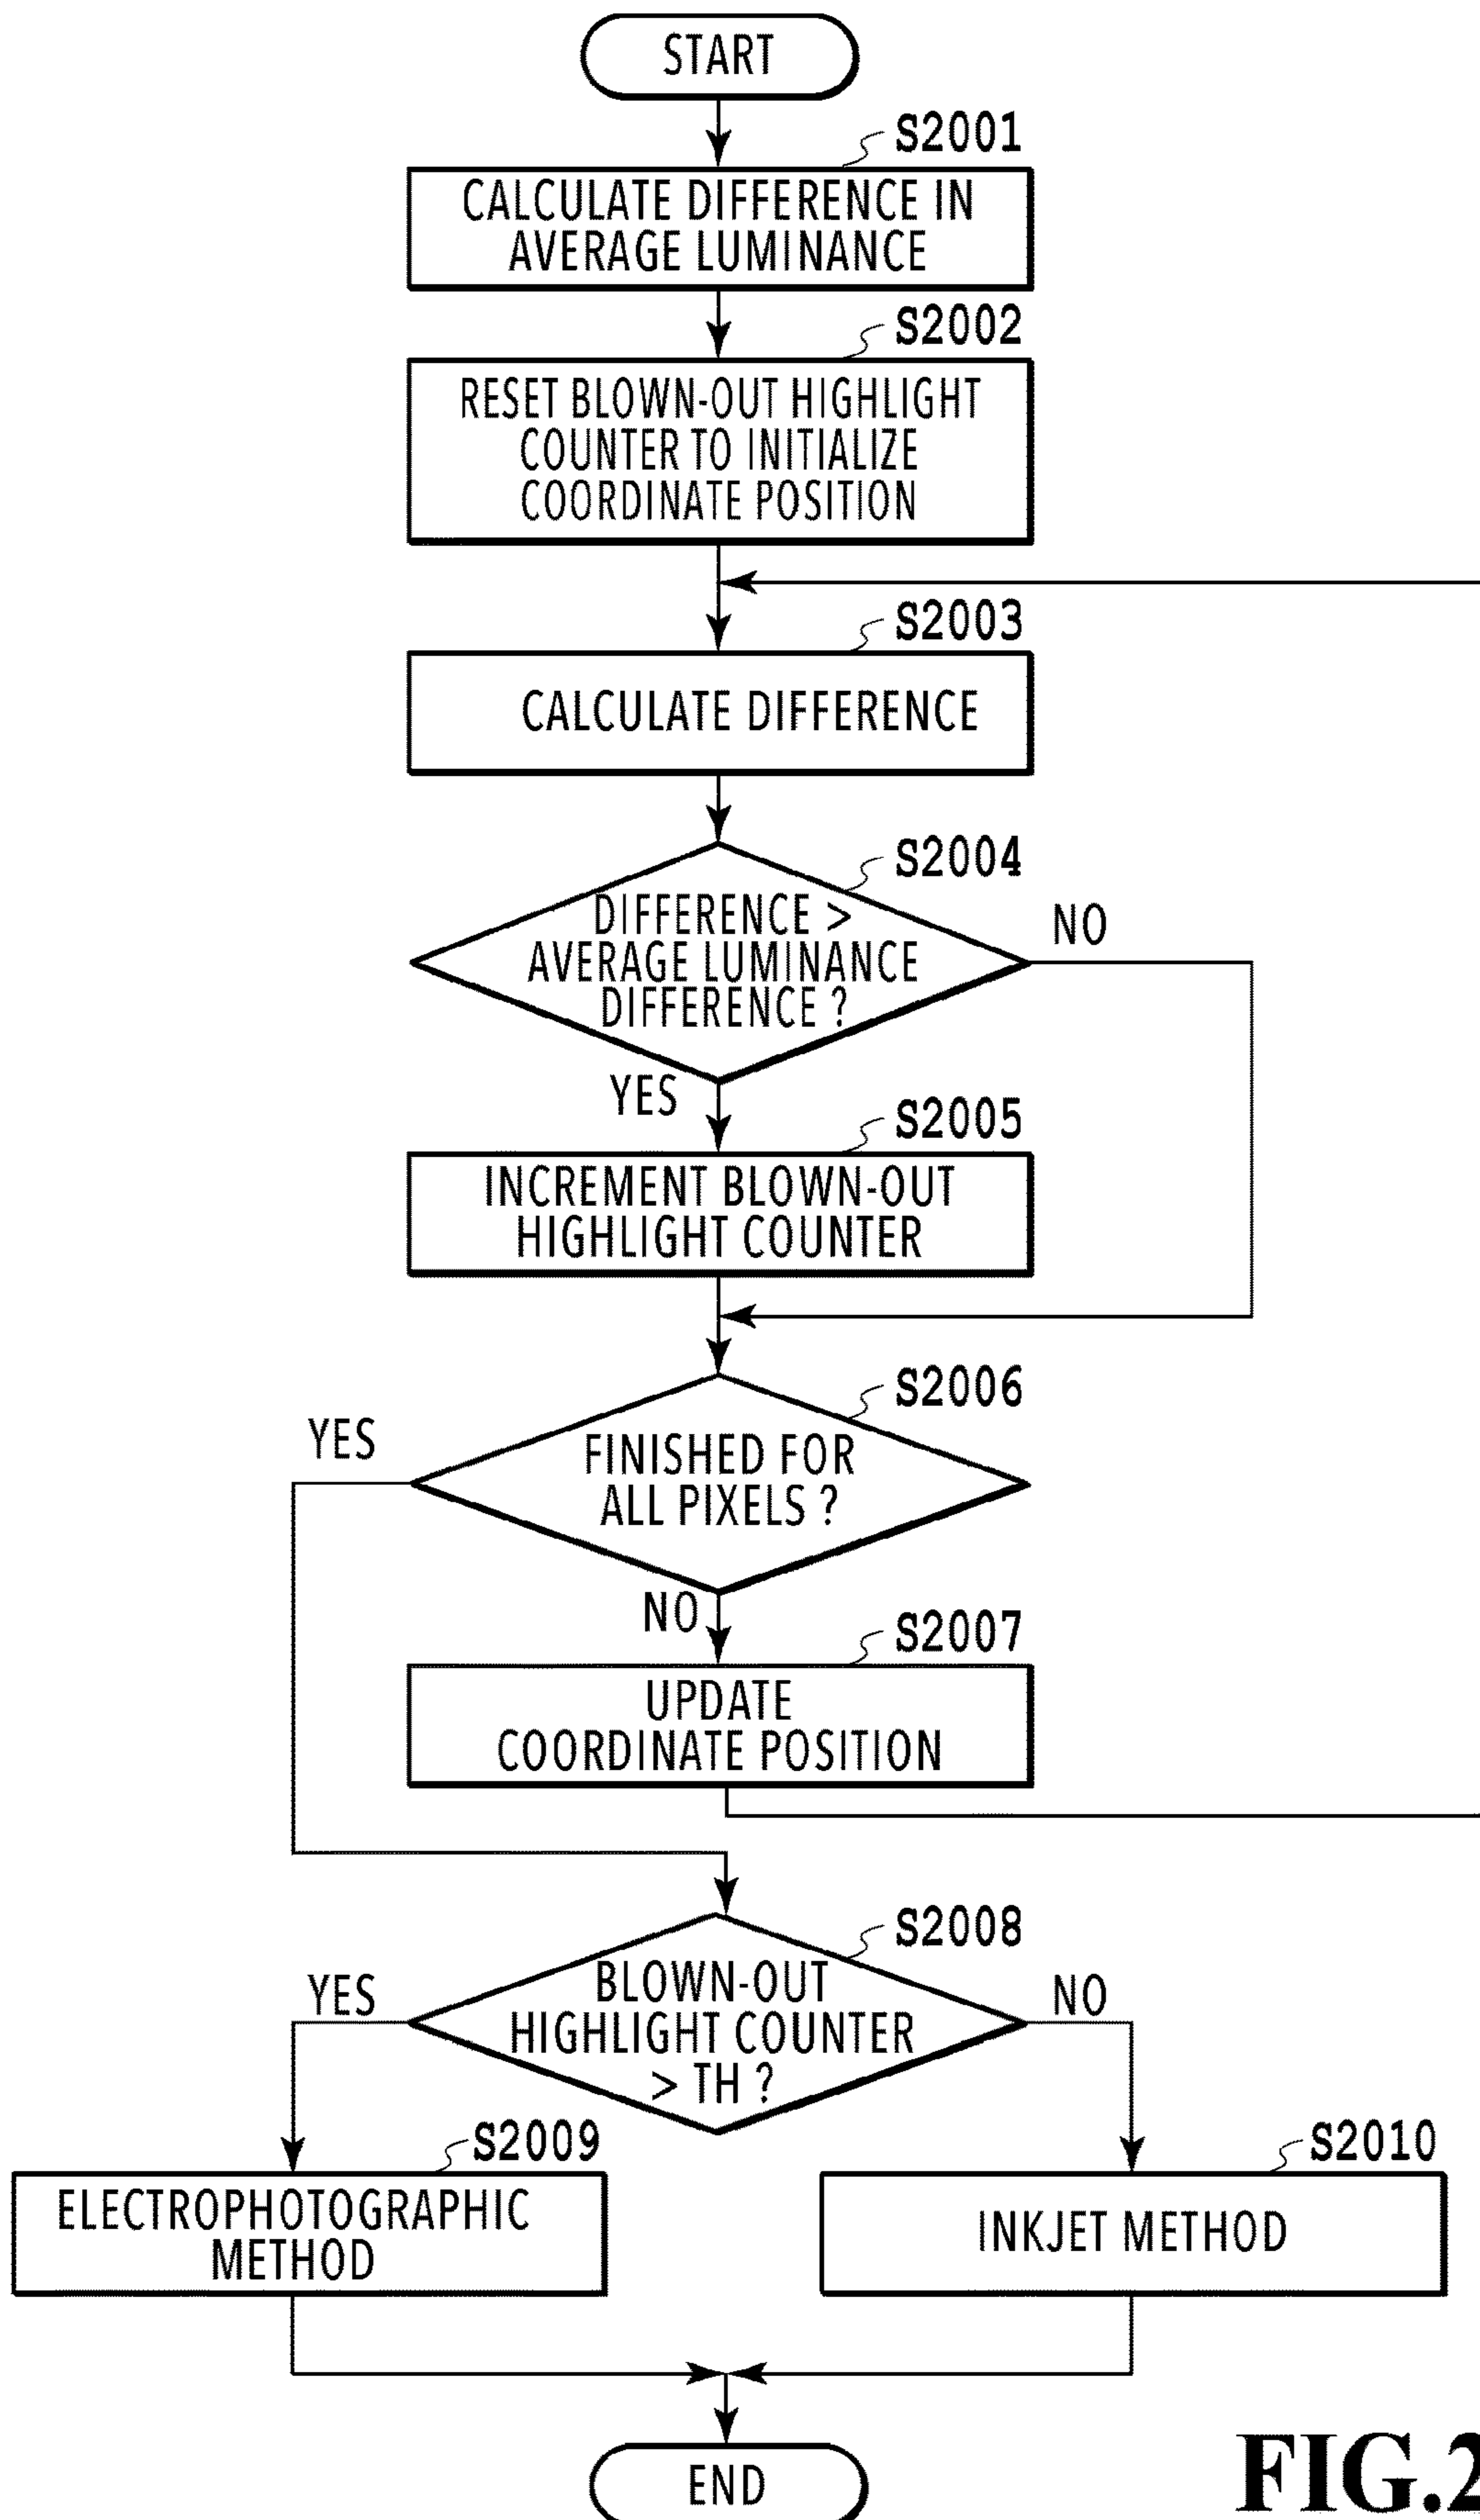 START
S2001
CALCULATE DIFFERENCE IN
AVERAGE LUMINANCE
S2002
RESET BLOWN-OUT HIGHLIGHT
COUNTER TO INITIALIZE
COORDINATE POSITION
S2003
CALCULATE DIFFERENCE
S2004
DIFFERENCE >
AVERAGE LUMINANCE
DIFFERENCE ?
NO
YES
S2005
INCREMENT BLOWN-OUT
HIGHLIGHT COUNTER
S2006
YES
FINISHED FOR
ALL PIXELS ?
NO
S2007
UPDATE
COORDINATE POSITION
S2008
YES
BLOWN-OUT
HIGHLIGHT COUNTER
> TH ?
NO
S2009
ELECTROPHOTOGRAPHIC
METHOD
S2010
INKJET METHOD
END
FIG.2